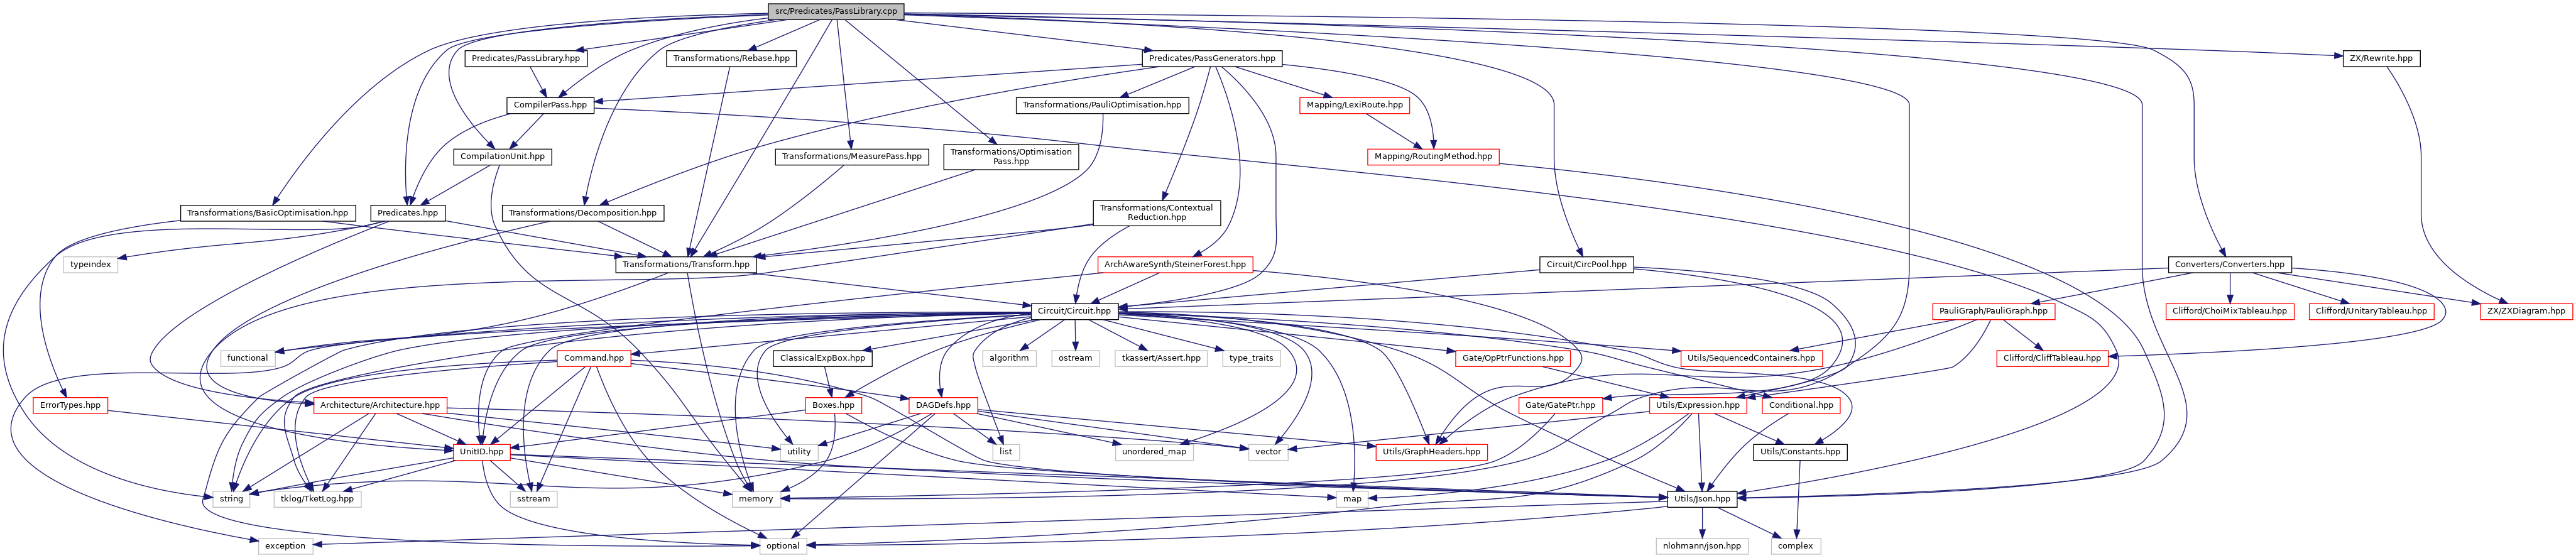 src/Predicates/PassLibrary.cpp
Predicates/PassLibrary.hpp
Transformations/Rebase.hpp
Predicates/PassGenerators.hpp
ZX/Rewrite.hpp
CompilerPass.hpp
Transformations/PauliOptimisation.hpp
Mapping/LexiRoute.hpp
CompilationUnit.hpp
Transformations/MeasurePass.hpp
Transformations/Optimisation
Pass.hpp
Mapping/RoutingMethod.hpp
Transformations/BasicOptimisation.hpp
Predicates.hpp
Transformations/Decomposition.hpp
Transformations/Contextual
Reduction.hpp
typeindex
Transformations/Transform.hpp
ArchAwareSynth/SteinerForest.hpp
Circuit/CircPool.hpp
Converters/Converters.hpp
Circuit/Circuit.hpp
PauliGraph/PauliGraph.hpp
Clifford/ChoiMixTableau.hpp
Clifford/UnitaryTableau.hpp
ZX/ZXDiagram.hpp
functional
Command.hpp
ClassicalExpBox.hpp
algorithm
ostream
tkassert/Assert.hpp
type_traits
Gate/OpPtrFunctions.hpp
Utils/SequencedContainers.hpp
Clifford/CliffTableau.hpp
ErrorTypes.hpp
Architecture/Architecture.hpp
Boxes.hpp
DAGDefs.hpp
Gate/GatePtr.hpp
Utils/Expression.hpp
Conditional.hpp
UnitID.hpp
utility
list
unordered_map
vector
Utils/GraphHeaders.hpp
Utils/Constants.hpp
string
tklog/TketLog.hpp
sstream
memory
map
Utils/Json.hpp
exception
optional
nlohmann/json.hpp
complex